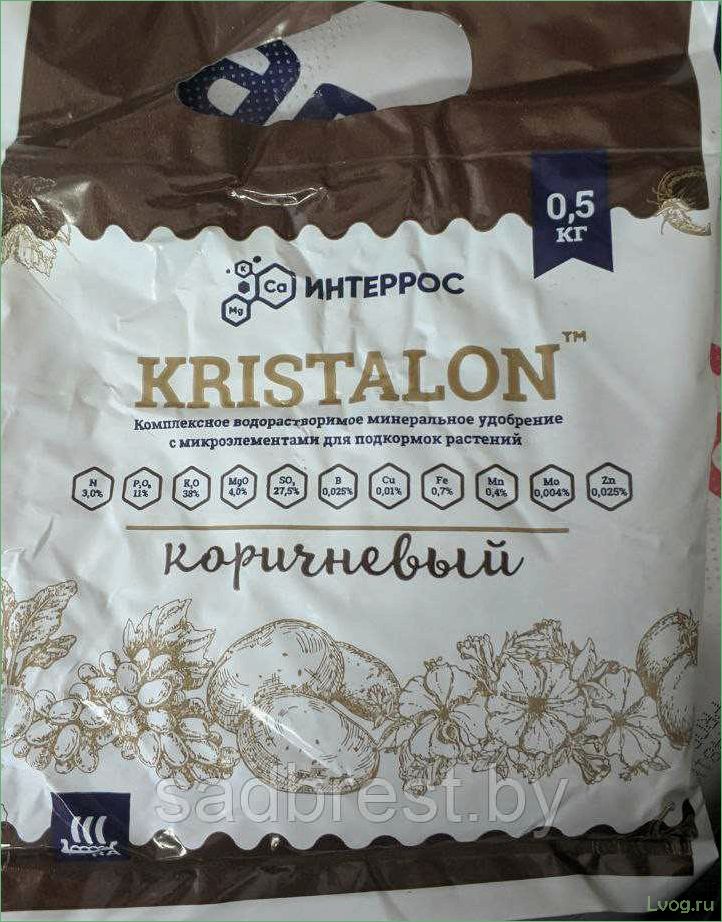 0,5
кг
K
Ca
Mg
ИНТЕРРОС
KRISTALON™
Комплексное водорастворимое минеральное удобрение
с микроэлементами для подкормок растений
N
3,0%
P₂O₅
11%
K₂O
38%
MgO
4,0%
SO₃
27,5%
B
0,025%
Cu
0,01%
Fe
0,7%
Mn
0,4%
Mo
0,004%
Zn
0,025%
коричневый
sadbrest.by
Lvog.ru